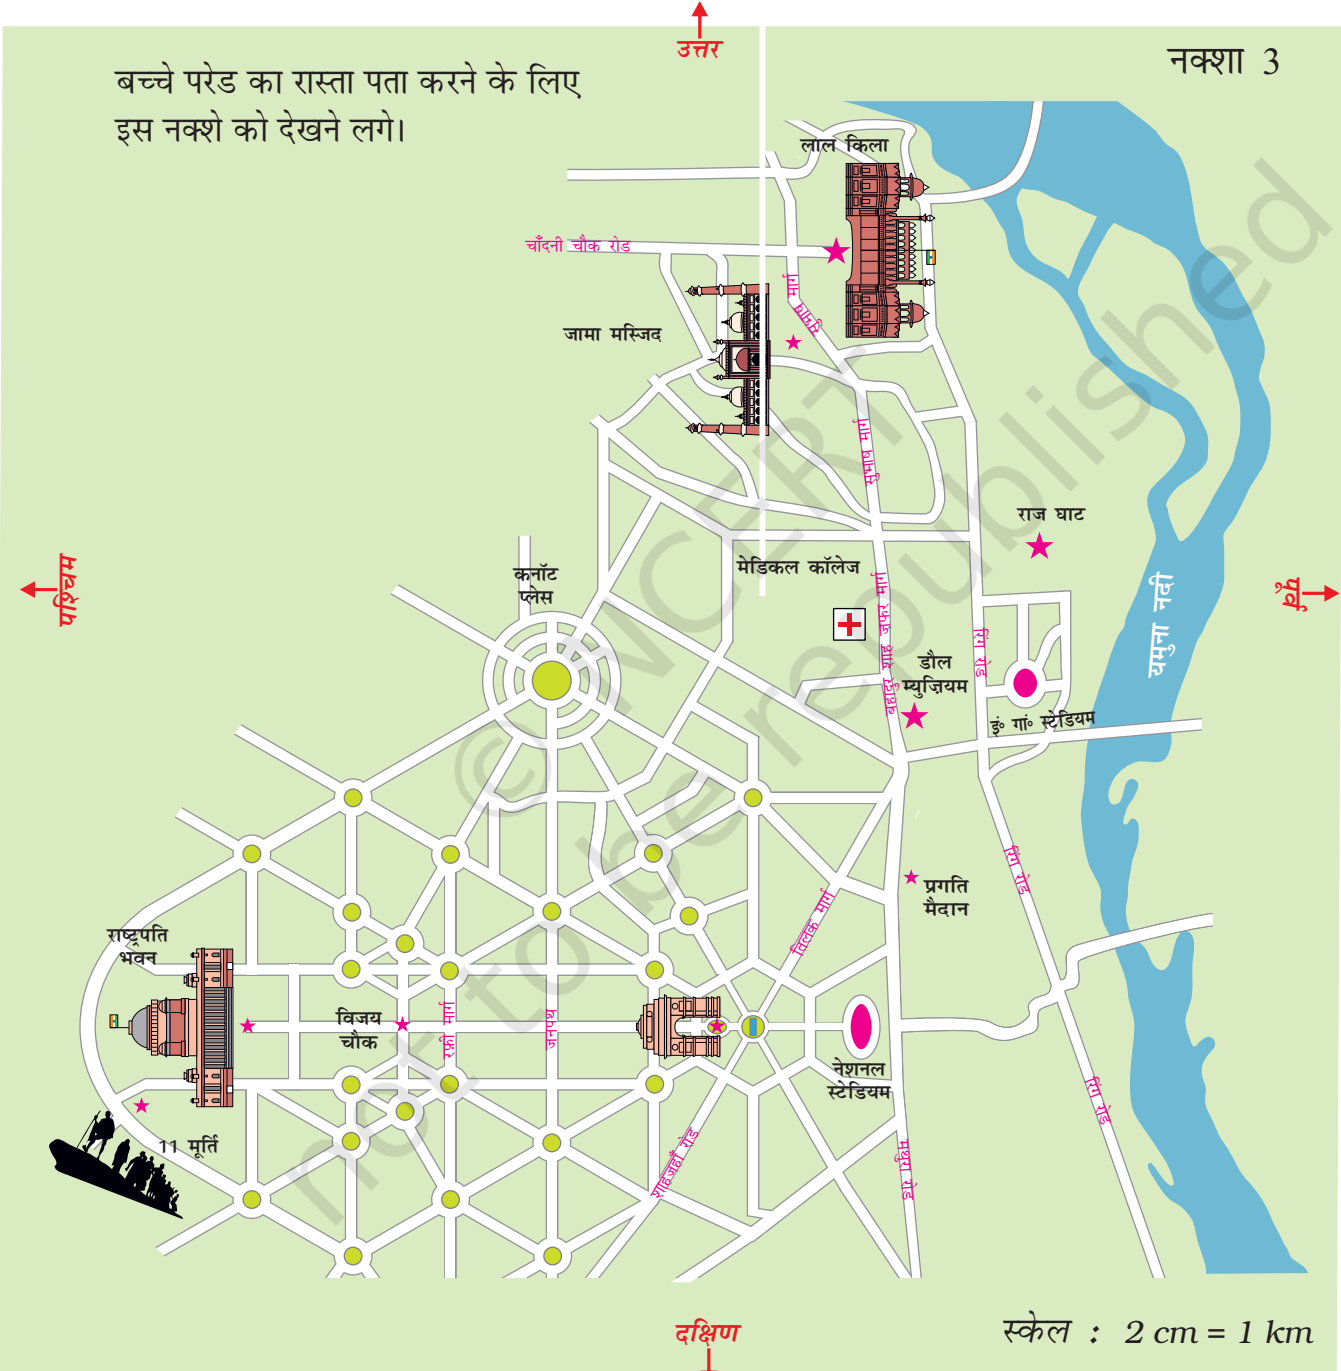 उत्तर
नक्शा 3
बच्चे परेड का रास्ता पता करने के लिए
इस नक्शे को देखने लगे।
लाल किला
चाँदनी चौक रोड
सुभाष मार्ग
जामा मस्जिद
सुभाष मार्ग
राज घाट
पश्चिम
पूर्व
कनॉट
प्लेस
मेडिकल कॉलेज
बहादुर शाह जफर मार्ग
यमुना नदी
रिंग रोड
डौल
म्युज़ियम
इं॰ गां॰ स्टेडियम
रिंग रोड
प्रगति
मैदान
तिलक मार्ग
राष्ट्रपति
भवन
विजय
चौक
रफ़ी मार्ग
जनपथ
नेशनल
स्टेडियम
रिंग रोड
11 मूर्ति
शाहजहाँ रोड
मथुरा रोड
दक्षिण
स्केल : 2 cm = 1 km
© NCERT
not to be republished